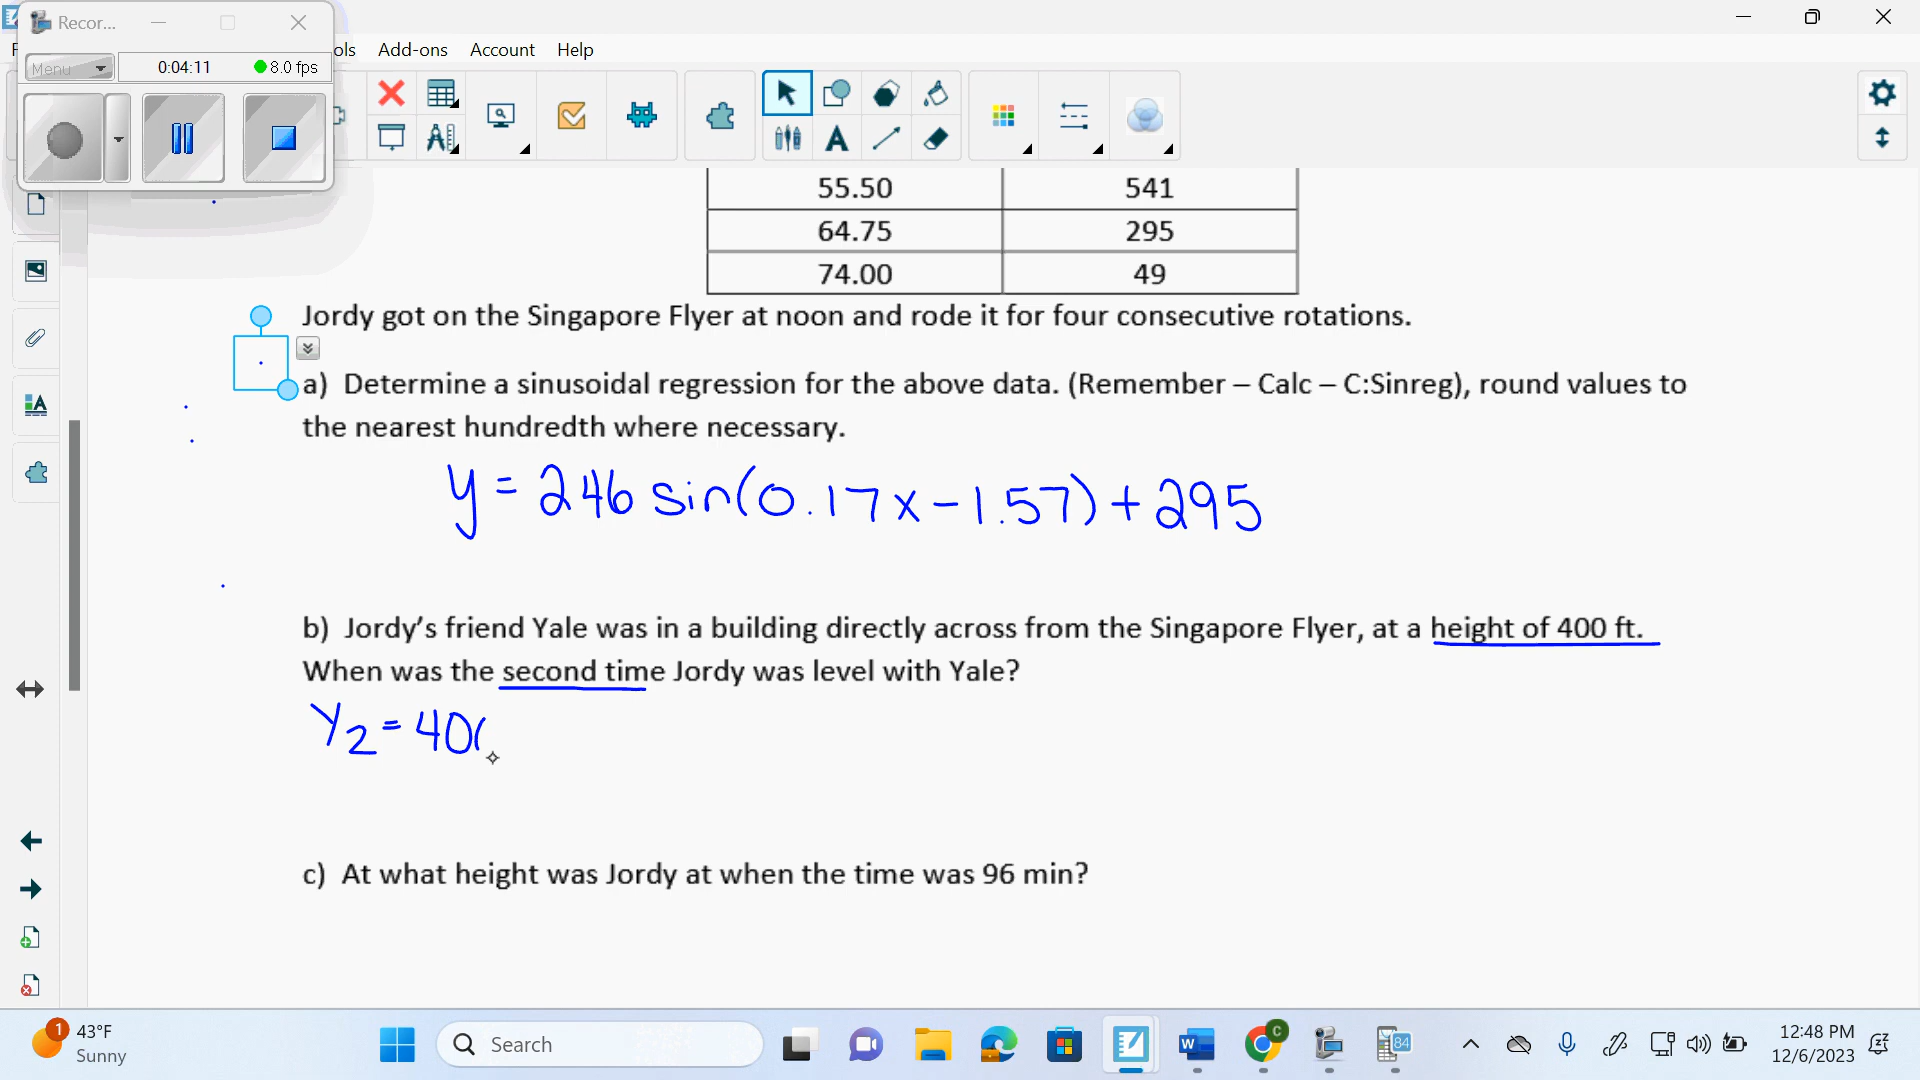 Recor...
Menu
0:04:11
8.0 fps
ols Add-ons Account Help
55.50 541
64.75 295
74.00 49
Jordy got on the Singapore Flyer at noon and rode it for four consecutive rotations.
a) Determine a sinusoidal regression for the above data. (Remember – Calc – C:Sinreg), round values to
the nearest hundredth where necessary.
y = 246 sin(0.17x - 1.57) + 295
b) Jordy's friend Yale was in a building directly across from the Singapore Flyer, at a height of 400 ft.
When was the second time Jordy was level with Yale?
Y2 = 40(
c) At what height was Jordy at when the time was 96 min?
1
43°F
Sunny
Search
C
W
84
12:48 PM
12/6/2023